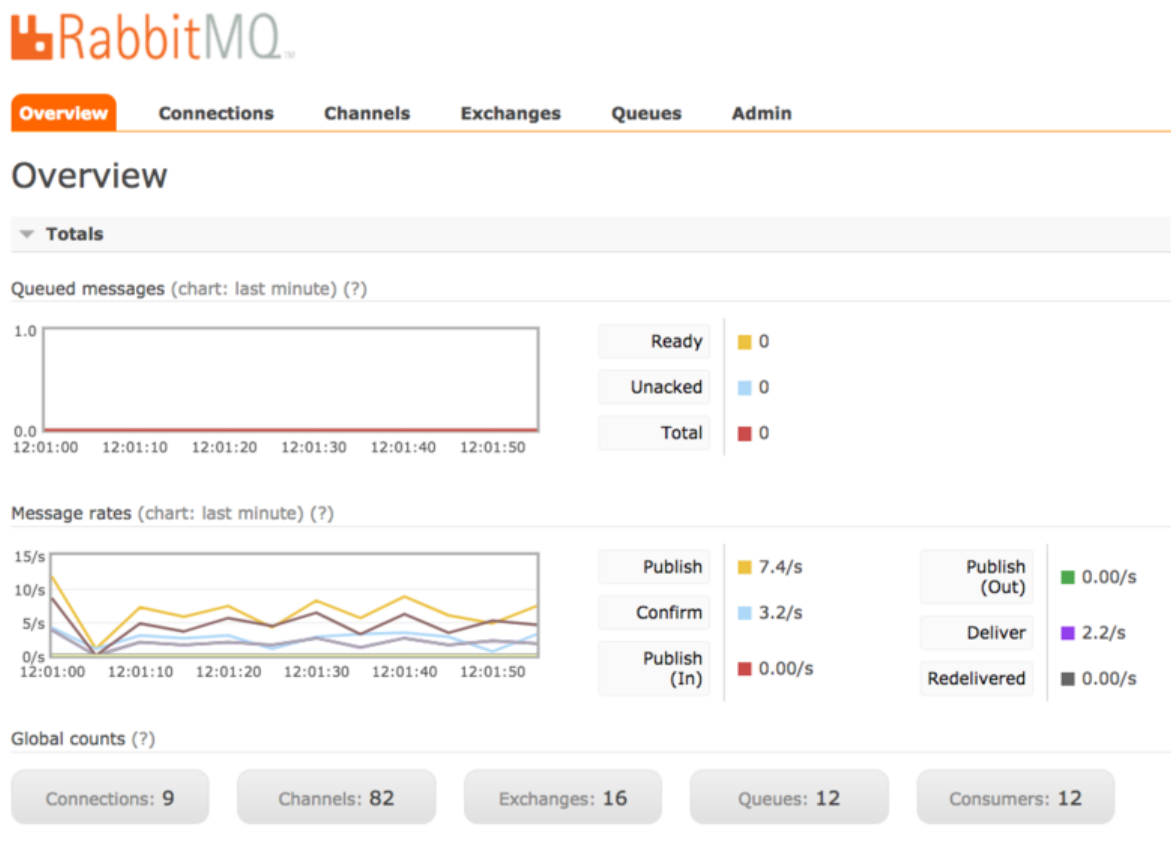 RabbitMQ™
Overview Connections Channels Exchanges Queues Admin
Overview
Totals
Queued messages (chart: last minute) (?)
1.0
0.0
12:01:00 12:01:10 12:01:20 12:01:30 12:01:40 12:01:50
Ready 0
Unacked 0
Total 0
Message rates (chart: last minute) (?)
15/s
10/s
5/s
0/s
12:01:00 12:01:10 12:01:20 12:01:30 12:01:40 12:01:50
Publish 7.4/s
Confirm 3.2/s
Publish
(In) 0.00/s
Publish
(Out) 0.00/s
Deliver 2.2/s
Redelivered 0.00/s
Global counts (?)
Connections: 9 Channels: 82 Exchanges: 16 Queues: 12 Consumers: 12